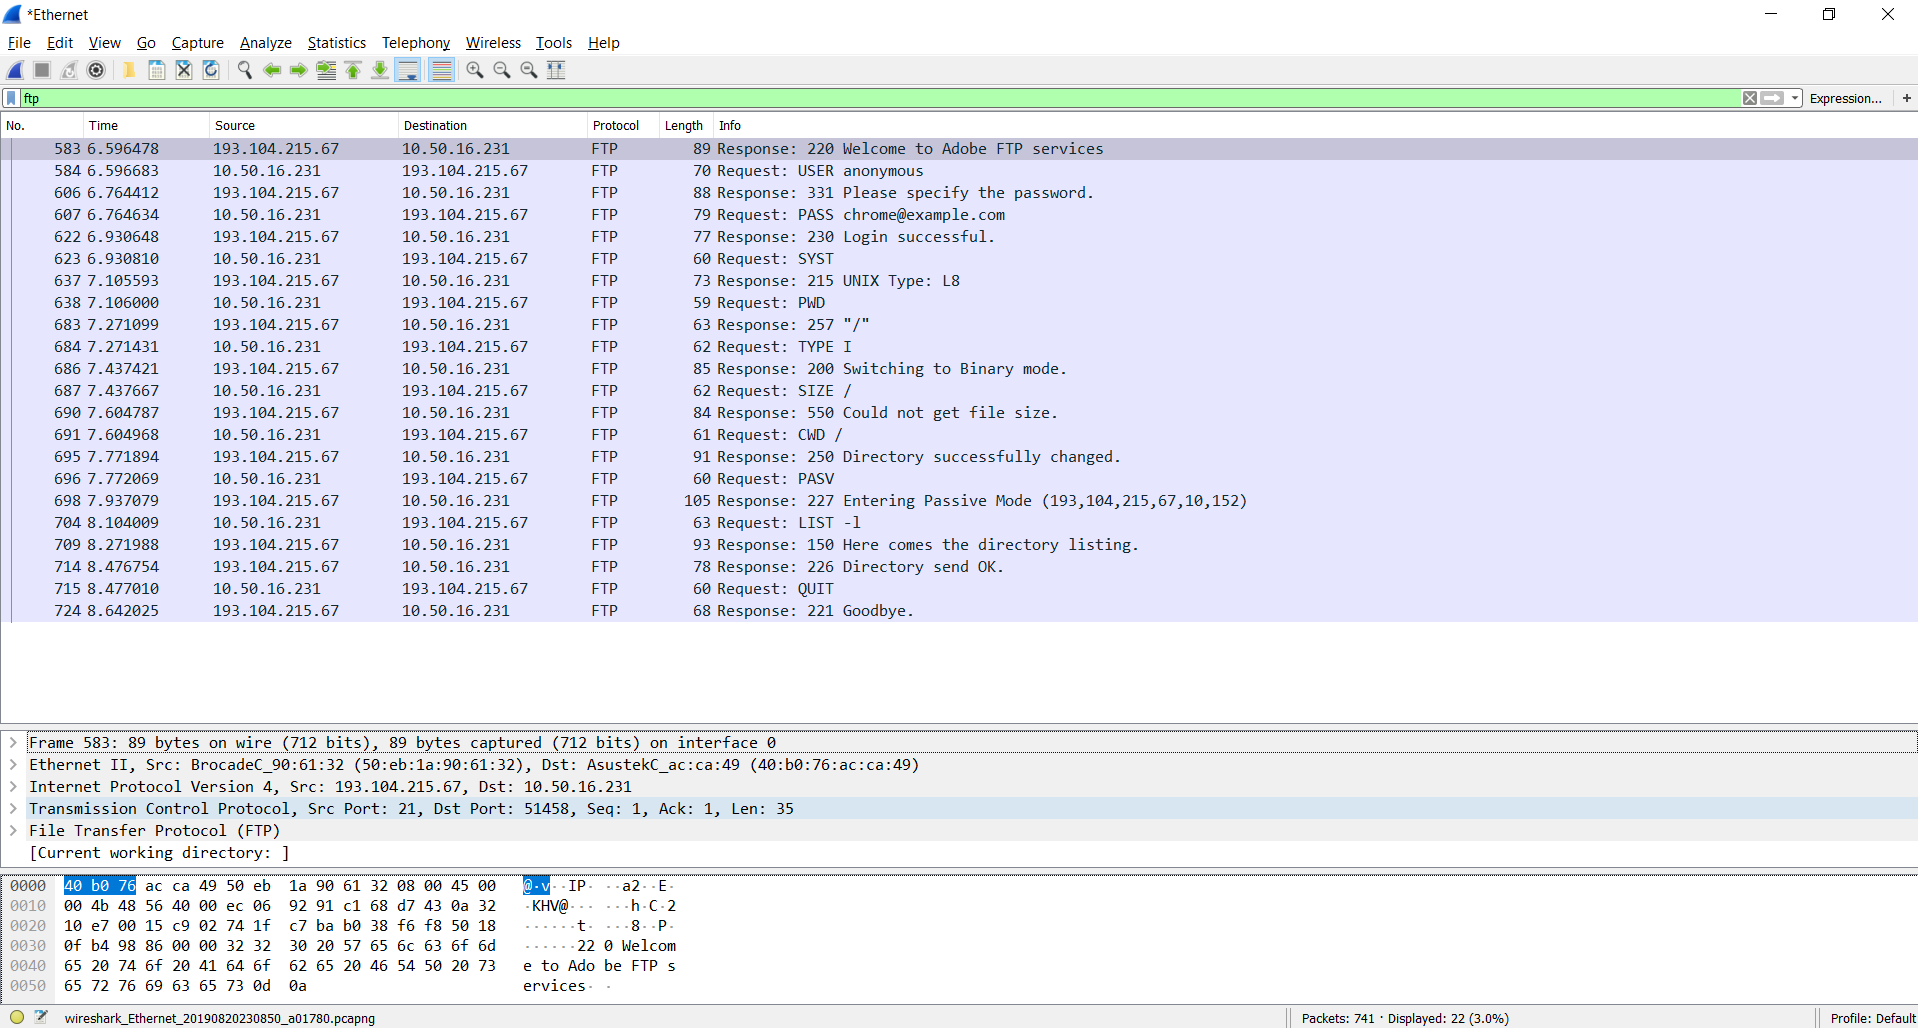 *Ethernet
File Edit View Go Capture Analyze Statistics Telephony Wireless Tools Help
ftp Expression... +
No. Time Source Destination Protocol Length Info
583 6.596478 193.104.215.67 10.50.16.231 FTP 89 Response: 220 Welcome to Adobe FTP services
584 6.596683 10.50.16.231 193.104.215.67 FTP 70 Request: USER anonymous
606 6.764412 193.104.215.67 10.50.16.231 FTP 88 Response: 331 Please specify the password.
607 6.764634 10.50.16.231 193.104.215.67 FTP 79 Request: PASS chrome@example.com
622 6.930648 193.104.215.67 10.50.16.231 FTP 77 Response: 230 Login successful.
623 6.930810 10.50.16.231 193.104.215.67 FTP 60 Request: SYST
637 7.105593 193.104.215.67 10.50.16.231 FTP 73 Response: 215 UNIX Type: L8
638 7.106000 10.50.16.231 193.104.215.67 FTP 59 Request: PWD
683 7.271099 193.104.215.67 10.50.16.231 FTP 63 Response: 257 "/"
684 7.271431 10.50.16.231 193.104.215.67 FTP 62 Request: TYPE I
686 7.437421 193.104.215.67 10.50.16.231 FTP 85 Response: 200 Switching to Binary mode.
687 7.437667 10.50.16.231 193.104.215.67 FTP 62 Request: SIZE /
690 7.604787 193.104.215.67 10.50.16.231 FTP 84 Response: 550 Could not get file size.
691 7.604968 10.50.16.231 193.104.215.67 FTP 61 Request: CWD /
695 7.771894 193.104.215.67 10.50.16.231 FTP 91 Response: 250 Directory successfully changed.
696 7.772069 10.50.16.231 193.104.215.67 FTP 60 Request: PASV
698 7.937079 193.104.215.67 10.50.16.231 FTP 105 Response: 227 Entering Passive Mode (193,104,215,67,10,152)
704 8.104009 10.50.16.231 193.104.215.67 FTP 63 Request: LIST -l
709 8.271988 193.104.215.67 10.50.16.231 FTP 93 Response: 150 Here comes the directory listing.
714 8.476754 193.104.215.67 10.50.16.231 FTP 78 Response: 226 Directory send OK.
715 8.477010 10.50.16.231 193.104.215.67 FTP 60 Request: QUIT
724 8.642025 193.104.215.67 10.50.16.231 FTP 68 Response: 221 Goodbye.
Frame 583: 89 bytes on wire (712 bits), 89 bytes captured (712 bits) on interface 0
Ethernet II, Src: BrocadeC_90:61:32 (50:eb:1a:90:61:32), Dst: AsustekC_ac:ca:49 (40:b0:76:ac:ca:49)
Internet Protocol Version 4, Src: 193.104.215.67, Dst: 10.50.16.231
Transmission Control Protocol, Src Port: 21, Dst Port: 51458, Seq: 1, Ack: 1, Len: 35
File Transfer Protocol (FTP)
[Current working directory: ]
0000 40 b0 76 ac ca 49 50 eb 1a 90 61 32 08 00 45 00 @·v··IP· ··a2··E·
0010 00 4b 48 56 40 00 ec 06 92 91 c1 68 d7 43 0a 32 ·KHV@··· ···h·C·2
0020 10 e7 00 15 c9 02 74 1f c7 ba b0 38 f6 f8 50 18 ······t· ···8··P·
0030 0f b4 98 86 00 00 32 32 30 20 57 65 6c 63 6f 6d ······22 0 Welcom
0040 65 20 74 6f 20 41 64 6f 62 65 20 46 54 50 20 73 e to Ado be FTP s
0050 65 72 76 69 63 65 73 0d 0a ervices· ·
wireshark_Ethernet_20190820230850_a01780.pcapng Packets: 741 · Displayed: 22 (3.0%) Profile: Default